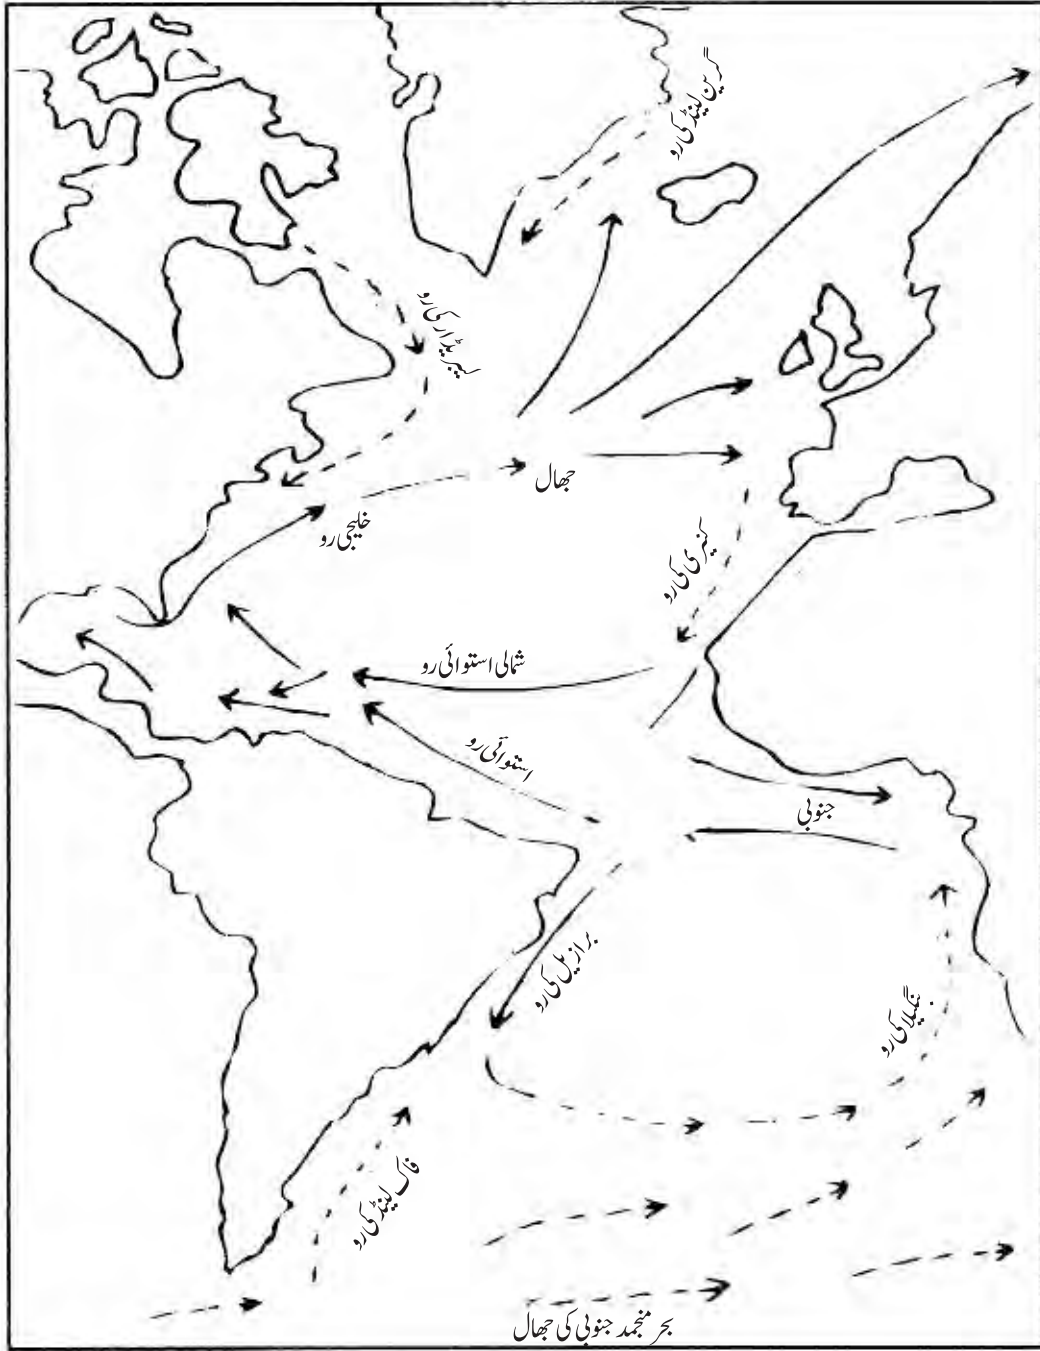 گرین لینڈ کی رو
لیبریڈار کی رو
جھال
خلیجی رو
کنیری کی رو
شمالی استوائی رو
استوائی رو
جنوبی
برازیل کی رو
بنگیلا کی رو
فاک لینڈ کی رو
بحر منجمد جنوبی کی جھال